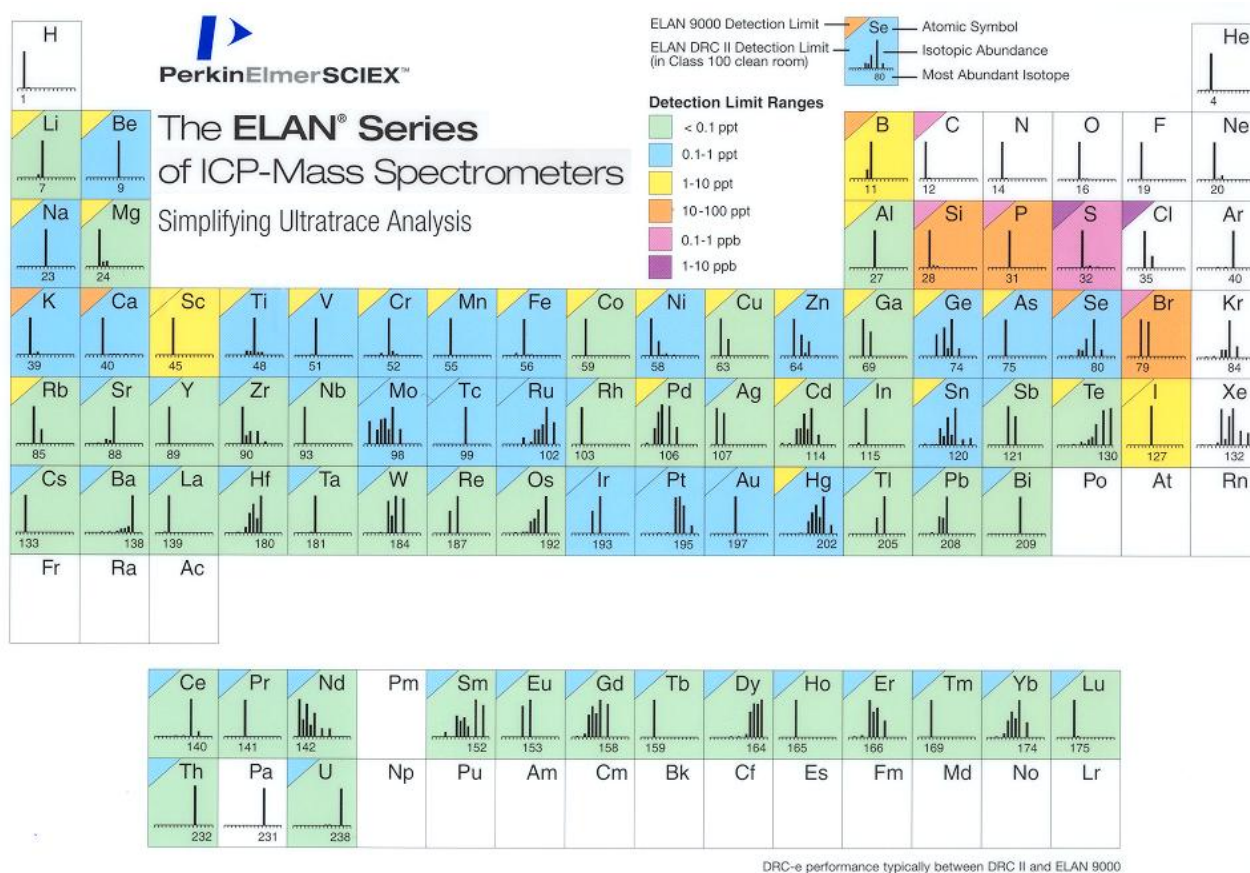 H
1
PerkinElmerSCIEX™
The ELAN® Series
of ICP-Mass Spectrometers
Simplifying Ultratrace Analysis
ELAN 9000 Detection Limit
ELAN DRC II Detection Limit
(in Class 100 clean room)
Se
80
Atomic Symbol
Isotopic Abundance
Most Abundant Isotope
Detection Limit Ranges
< 0.1 ppt
0.1-1 ppt
1-10 ppt
10-100 ppt
0.1-1 ppb
1-10 ppb
He
4
Li Be B C N O F Ne
7 9 11 12 14 16 19 20
Na Mg Al Si P S Cl Ar
23 24 27 28 31 32 35 40
K Ca Sc Ti V Cr Mn Fe Co Ni Cu Zn Ga Ge As Se Br Kr
39 40 45 48 51 52 55 56 59 58 63 64 69 74 75 80 79 84
Rb Sr Y Zr Nb Mo Tc Ru Rh Pd Ag Cd In Sn Sb Te I Xe
85 88 89 90 93 98 99 102 103 106 107 114 115 120 121 130 127 132
Cs Ba La Hf Ta W Re Os Ir Pt Au Hg Tl Pb Bi Po At Rn
133 138 139 180 181 184 187 192 193 195 197 202 205 208 209
Fr Ra Ac
Ce Pr Nd Pm Sm Eu Gd Tb Dy Ho Er Tm Yb Lu
140 141 142 152 153 158 159 164 165 166 169 174 175
Th Pa U Np Pu Am Cm Bk Cf Es Fm Md No Lr
232 231 238
DRC-e performance typically between DRC II and ELAN 9000